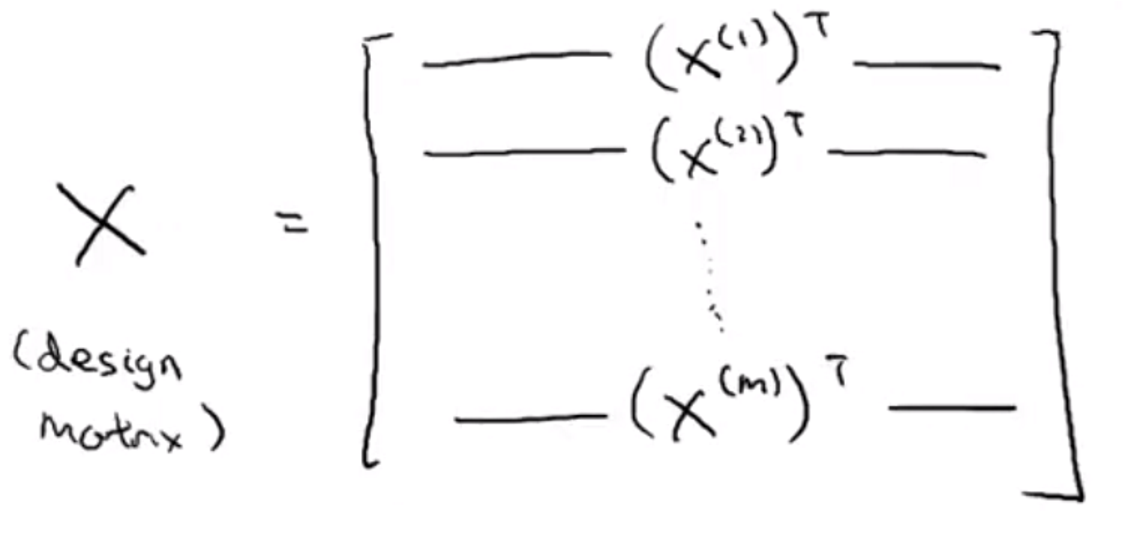 (x⁽¹⁾)ᵀ
(x⁽²⁾)ᵀ
X =
(design
matrix)
(x⁽ᵐ⁾)ᵀ